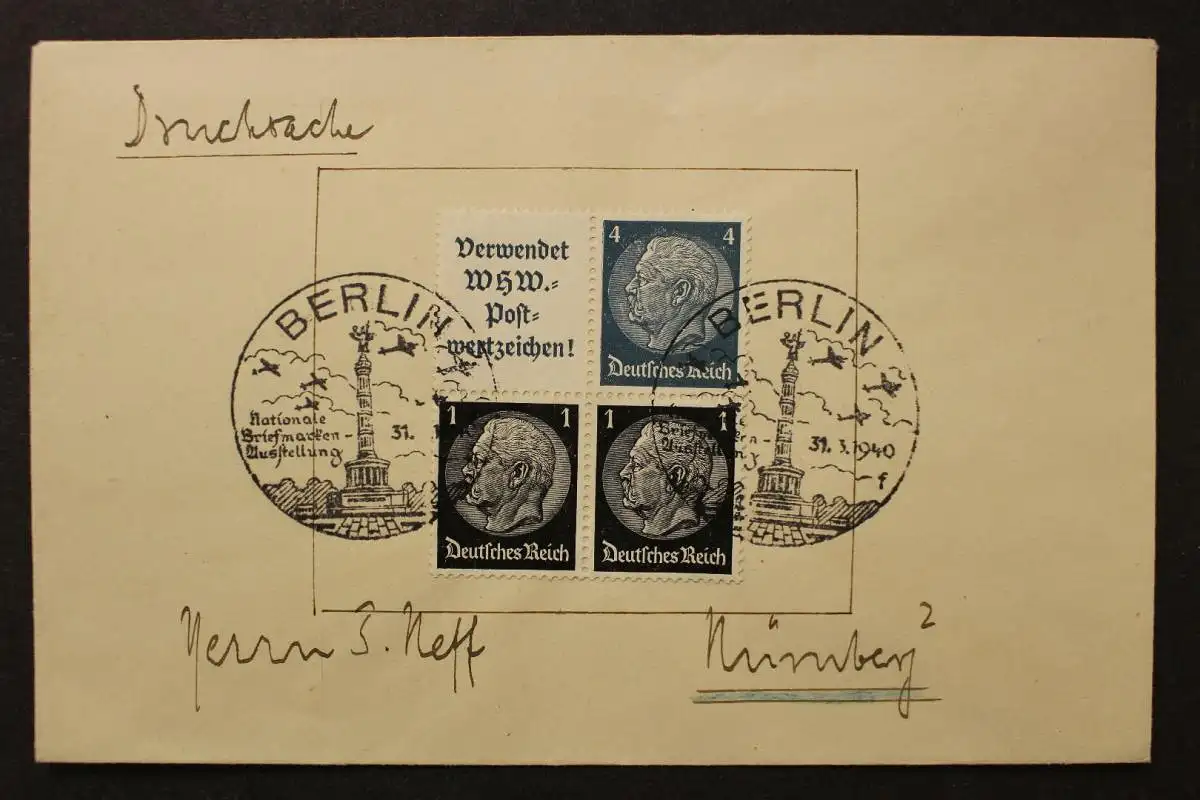 Drucksache
Verwendet
WHW.=
Post=
wertzeichen!
4 4
Deutsches Reich
BERLIN
Nationale
Briefmarken-
Ausstellung
31.
1 1
Deutsches Reich
1 1
Deutsches Reich
BERLIN
Ausstellung
31.3.1940
f
Herrn S. Neff
Nürnberg 2